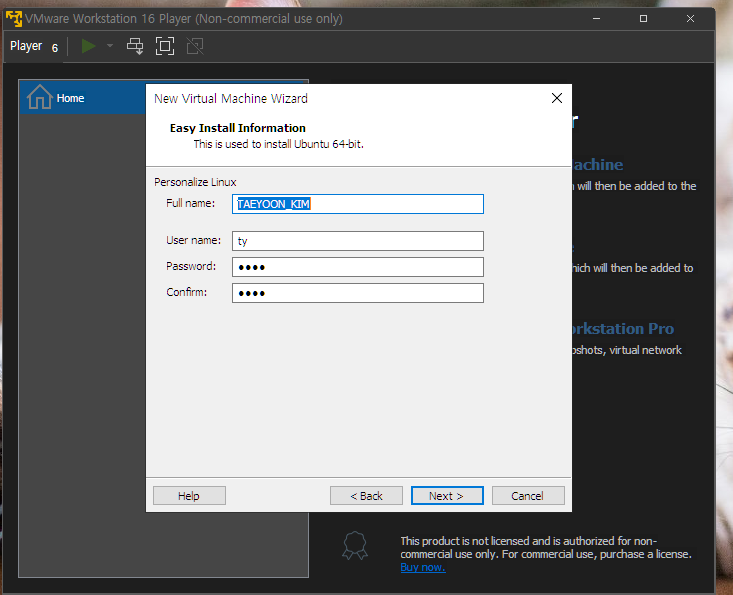 VMware Workstation 16 Player (Non-commercial use only)
Player 6
Home
New Virtual Machine Wizard
Easy Install Information
This is used to install Ubuntu 64-bit.
Personalize Linux
Full name: TAEYOON_KIM
User name: ty
Password: ●●●●
Confirm: ●●●●
Help
< Back
Next >
Cancel
will then be added to the
which will then be added to
orkstation Pro
pshots, virtual network
This product is not licensed and is authorized for non-
commercial use only. For commercial use, purchase a license.
Buy now.